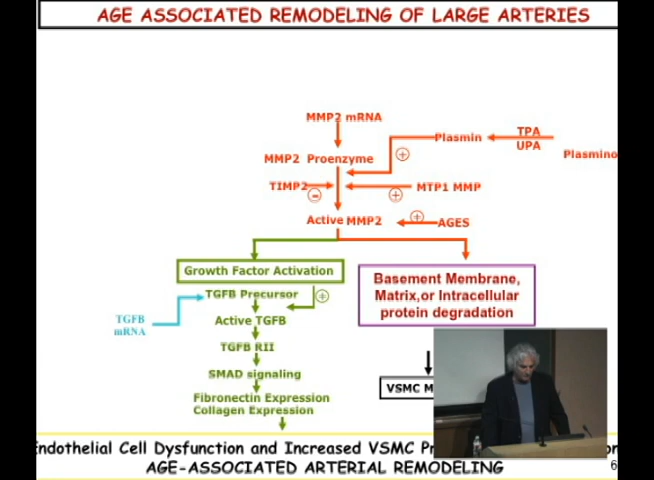 AGE ASSOCIATED REMODELING OF LARGE ARTERIES
MMP2 mRNA
Plasmin
TPA
UPA
Plasmino
MMP2 Proenzyme
+
TIMP2
MTP1 MMP
−
+
Active MMP2
+
AGES
Growth Factor Activation
TGFB Precursor
+
TGFB
mRNA
Active TGFB
TGFB RII
SMAD signaling
Fibronectin Expression
Collagen Expression
Basement Membrane,
Matrix,or Intracellular
protein degradation
VSMC M
Endothelial Cell Dysfunction and Increased VSMC Pr
AGE-ASSOCIATED ARTERIAL REMODELING
6